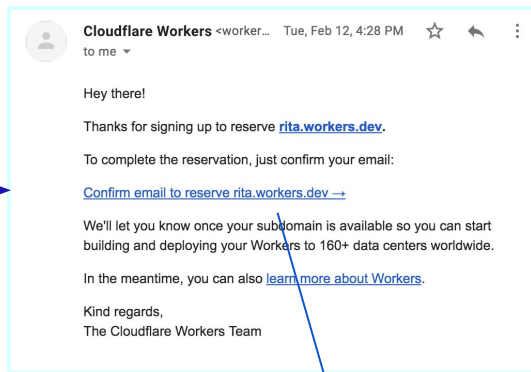 Cloudflare Workers <worker... Tue, Feb 12, 4:28 PM
to me
Hey there!
Thanks for signing up to reserve rita.workers.dev.
To complete the reservation, just confirm your email:
Confirm email to reserve rita.workers.dev →
We'll let you know once your subdomain is available so you can start
building and deploying your Workers to 160+ data centers worldwide.
In the meantime, you can also learn more about Workers.
Kind regards,
The Cloudflare Workers Team